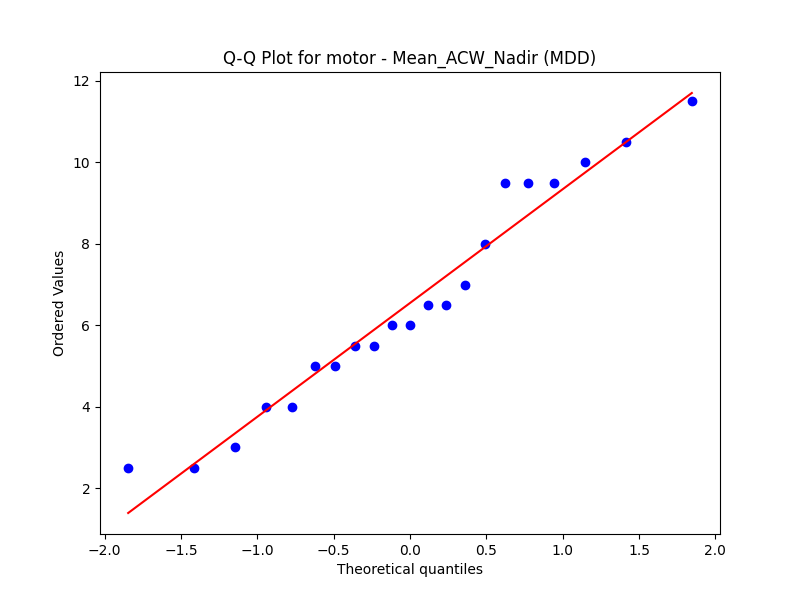 Q-Q Plot for motor - Mean_ACW_Nadir (MDD)
Ordered Values
12
10
8
6
4
2
−2.0 −1.5 −1.0 −0.5 0.0 0.5 1.0 1.5 2.0
Theoretical quantiles